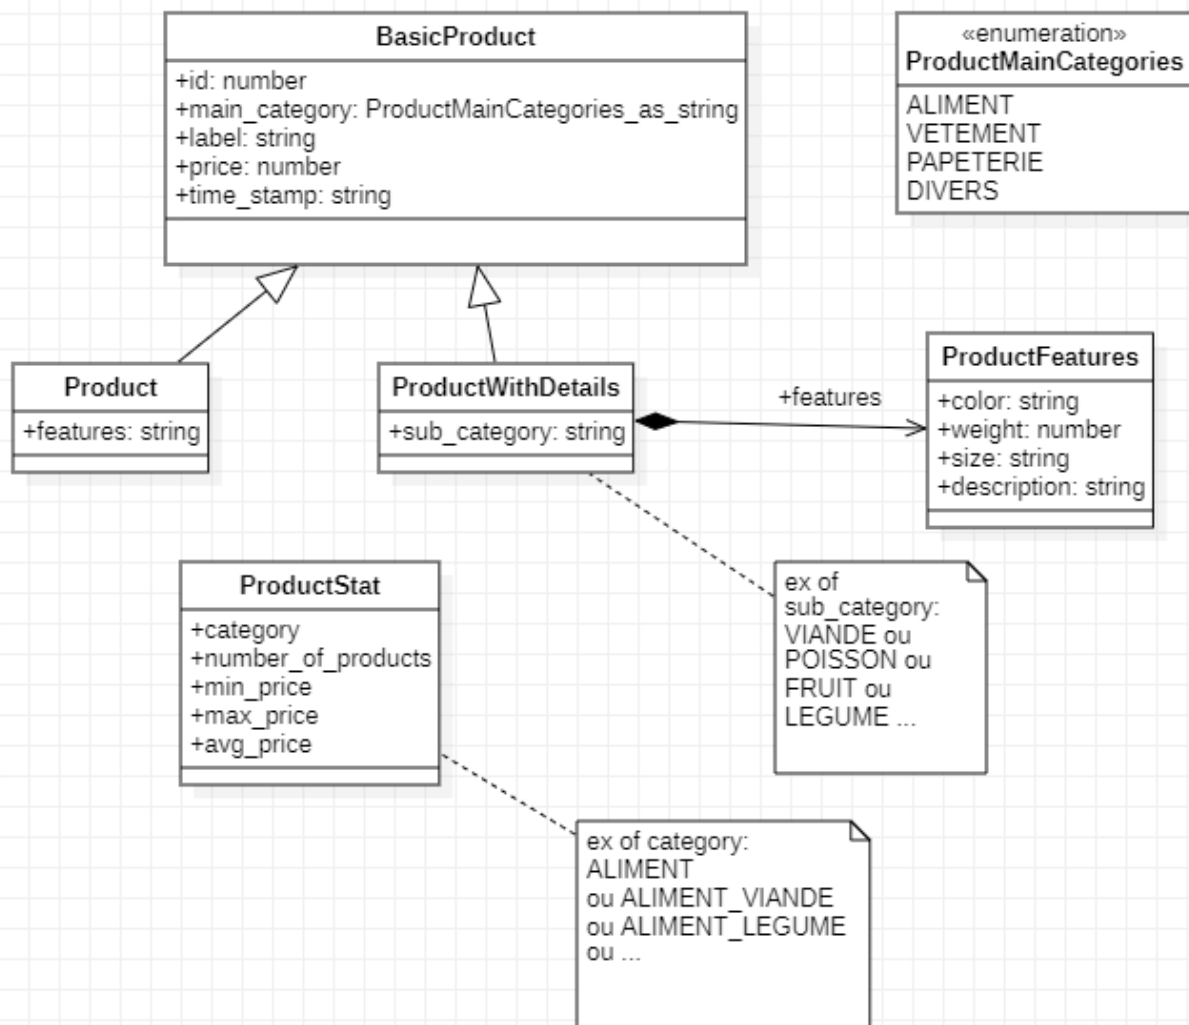 BasicProduct
+id: number
+main_category: ProductMainCategories_as_string
+label: string
+price: number
+time_stamp: string
«enumeration»
ProductMainCategories
ALIMENT
VETEMENT
PAPETERIE
DIVERS
Product
+features: string
ProductWithDetails
+sub_category: string
+features
ProductFeatures
+color: string
+weight: number
+size: string
+description: string
ProductStat
+category
+number_of_products
+min_price
+max_price
+avg_price
ex of
sub_category:
VIANDE ou
POISSON ou
FRUIT ou
LEGUME ...
ex of category:
ALIMENT
ou ALIMENT_VIANDE
ou ALIMENT_LEGUME
ou ...